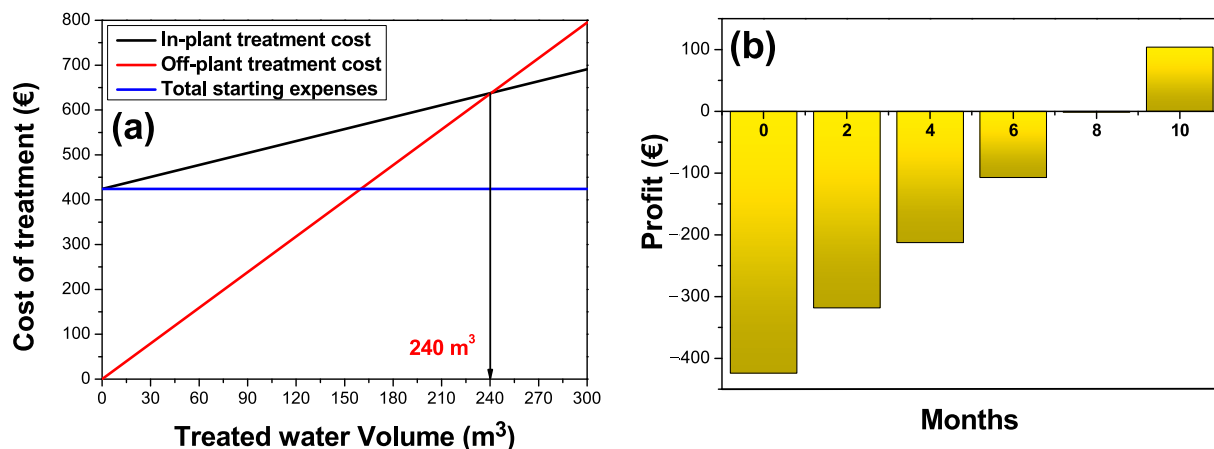 (a)
Cost of treatment (€)
800
700
600
500
400
300
200
100
0
In-plant treatment cost
Off-plant treatment cost
Total starting expenses
240 m³
0 30 60 90 120 150 180 210 240 270 300
Treated water Volume (m³)
(b)
Profit (€)
100
0
−100
−200
−300
−400
0 2 4 6 8 10
Months